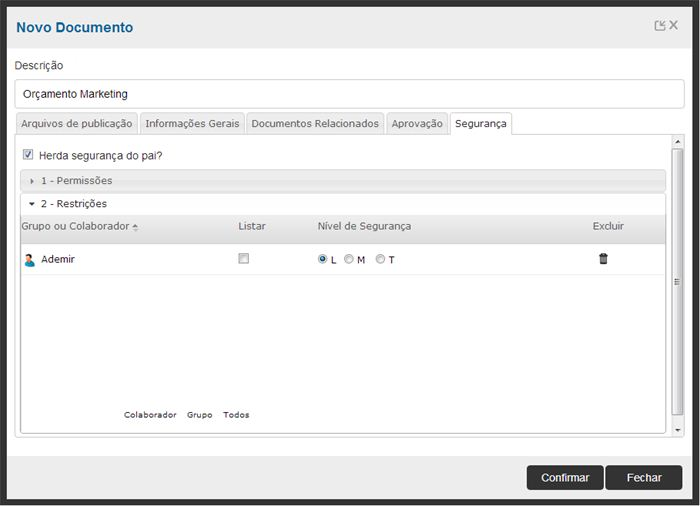 Novo Documento
Descrição
Orçamento Marketing
Arquivos de publicação Informações Gerais Documentos Relacionados Aprovação Segurança
Herda segurança do pai?
1 - Permissões
2 - Restrições
Grupo ou Colaborador Listar Nível de Segurança Excluir
Ademir L M T
Colaborador Grupo Todos
Confirmar Fechar